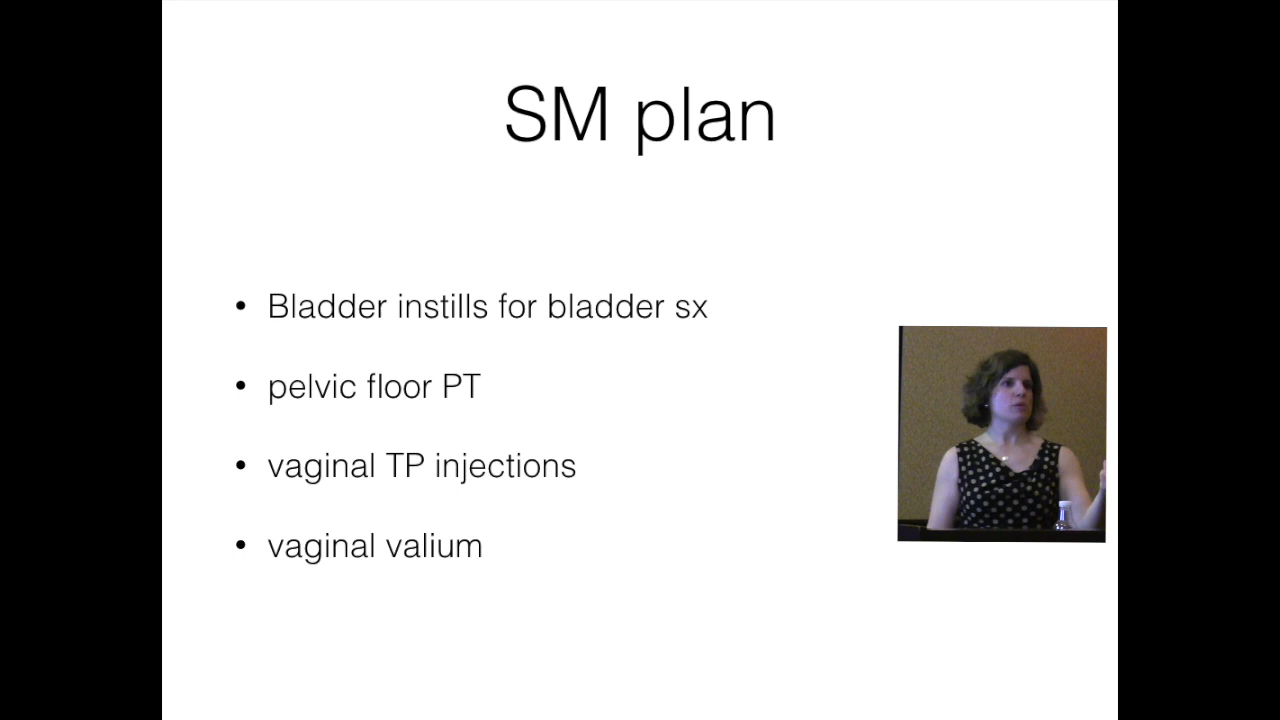 SM plan
• Bladder instills for bladder sx
• pelvic floor PT
• vaginal TP injections
• vaginal valium